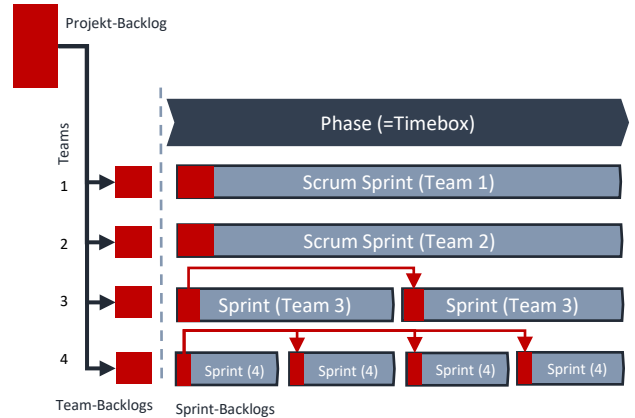 Projekt-Backlog
Phase (=Timebox)
Teams
1
Scrum Sprint (Team 1)
2
Scrum Sprint (Team 2)
3
Sprint (Team 3)
Sprint (Team 3)
4
Sprint (4)
Sprint (4)
Sprint (4)
Sprint (4)
Team-Backlogs
Sprint-Backlogs